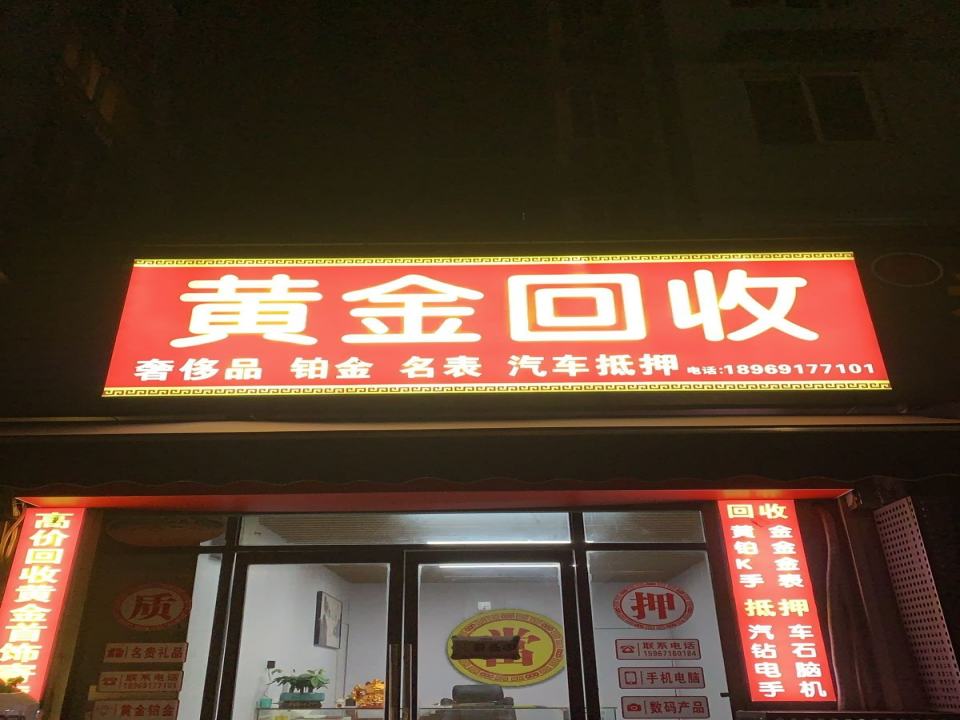 黄金回收
奢侈品 铂金 名表 汽车抵押 电话:18969177101
高价回收黄金首饰
回收
黄金
铂金
K金
手表
抵押
汽车
钻石
电脑
手机
质
名贵礼品
联系电话
18969177101
黄金铂金
当
押
联系电话
15967160184
手机电脑
数码产品